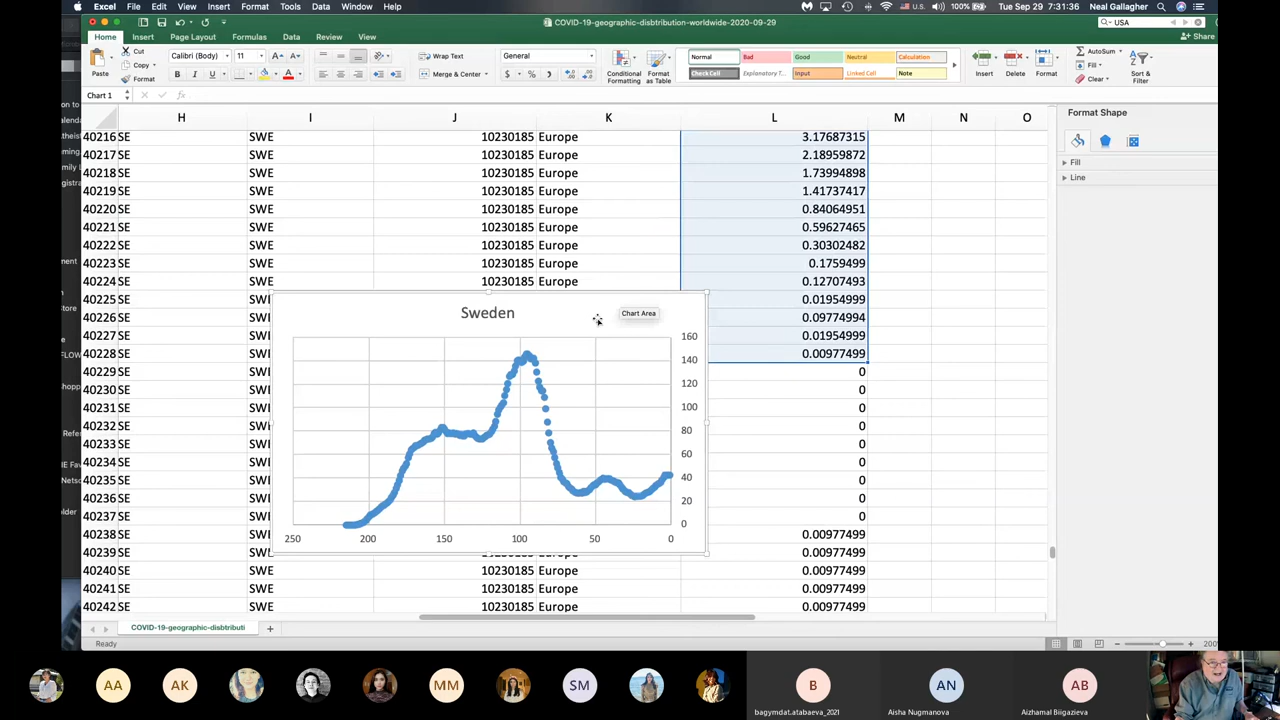 Excel File Edit View Insert Format Tools Data Window Help
U.S. 100% Tue Sep 29 7:31:36 Neal Gallagher
COVID-19-geographic-disbtribution-worldwide-2020-09-29
USA
Home Insert Page Layout Formulas Data Review View
Share
Paste
Cut
Copy
Format
Calibri (Body) 11
B I U
Wrap Text
Merge & Center
General
Conditional Formatting
Format as Table
Normal Bad Good Neutral Calculation
Check Cell Explanatory T... Input Linked Cell Note
Insert Delete Format
AutoSum
Fill
Clear
Sort & Filter
Chart 1 fx
H I J K L M N O
40216 SE SWE 10230185 Europe 3.17687315
40217 SE SWE 10230185 Europe 2.18959872
40218 SE SWE 10230185 Europe 1.73994898
40219 SE SWE 10230185 Europe 1.41737417
40220 SE SWE 10230185 Europe 0.84064951
40221 SE SWE 10230185 Europe 0.59627465
40222 SE SWE 10230185 Europe 0.30302482
40223 SE SWE 10230185 Europe 0.1759499
40224 SE SWE 10230185 Europe 0.12707493
40225 SE 0.01954999
40226 SE 0.09774994
40227 SE 0.01954999
40228 SE 0.00977499
40229 SE 0
40230 SE 0
40231 SE 0
40232 SE 0
40233 SE 0
40234 SE 0
40235 SE 0
40236 SE 0
40237 SE 0
40238 SE 0.00977499
40239 SE 0.00977499
40240 SE SWE 10230185 Europe 0.00977499
40241 SE SWE 10230185 Europe 0.00977499
40242 SE SWE 10230185 Europe 0.00977499
Sweden
Chart Area
160
140
120
100
80
60
40
20
0
250 200 150 100 50 0
Format Shape
Fill
Line
COVID-19-geographic-disbtributi
Ready
AA AK MM SM B AN AB
bagymdat.atabaeva_2021 Aisha Nugmanova Aizhamal Biigazieva